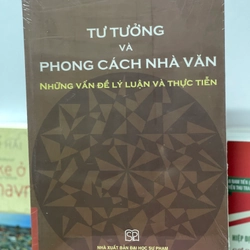 TƯ TƯỞNG
VÀ
PHONG CÁCH NHÀ VĂN
NHỮNG VẤN ĐỀ LÝ LUẬN VÀ THỰC TIỄN
SP
NHÀ XUẤT BẢN ĐẠI HỌC SƯ PHẠM